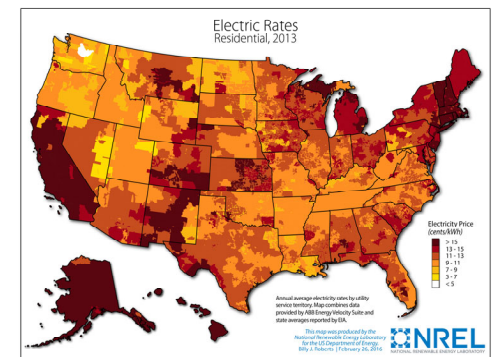 Electric Rates
Residential, 2013
Electricity Price
(cents/kWh)
> 15
13 - 15
11 - 13
9 - 11
7 - 9
5 - 7
< 5
Annual average electricity rates by utility
service territory. Map combines data
provided by ABB Energy Velocity Suite and
state averages reported by EIA.
This map was produced by the
National Renewable Energy Laboratory
for the US Department of Energy.
Billy J. Roberts | February 26, 2016
NREL
NATIONAL RENEWABLE ENERGY LABORATORY